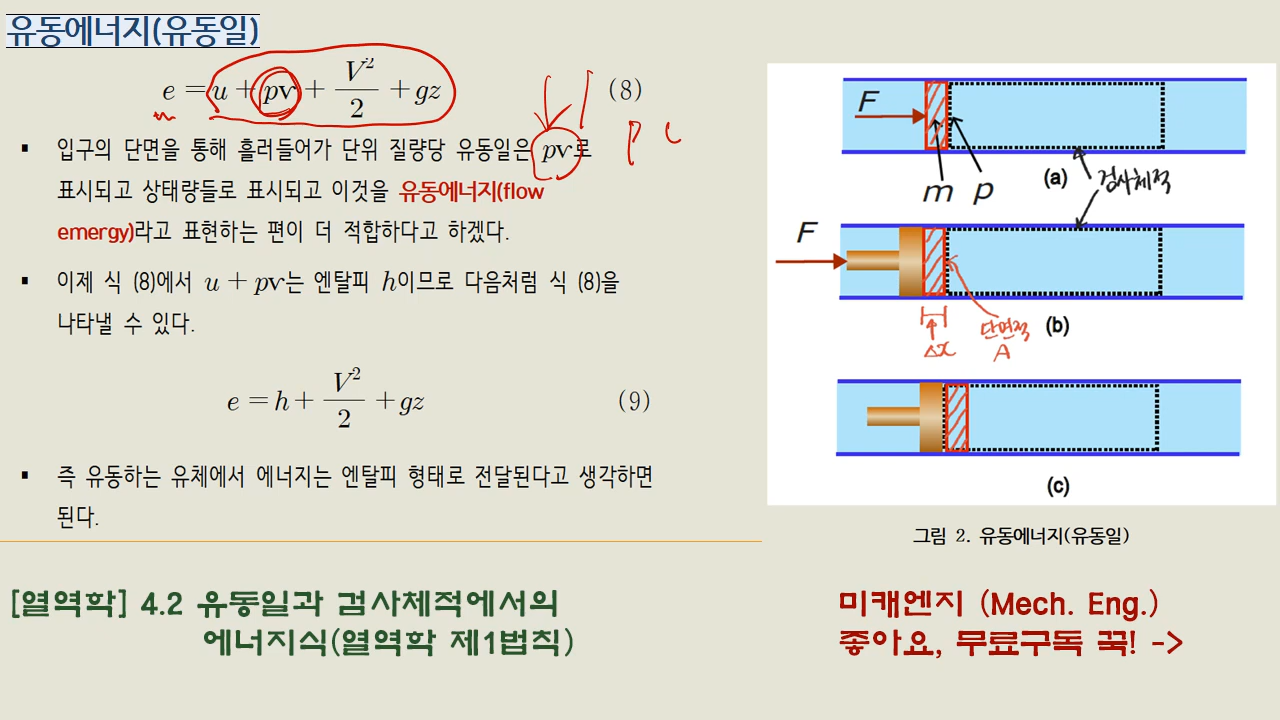 유동에너지(유동일)
e = u + pv + V²/2 + gz (8)
▪ 입구의 단면을 통해 흘러들어가 단위 질량당 유동일은 pv로
표시되고 상태량들로 표시되고 이것을 유동에너지(flow
emergy)라고 표현하는 편이 더 적합하다고 하겠다.
▪ 이제 식 (8)에서 u + pv는 엔탈피 h이므로 다음처럼 식 (8)을
나타낼 수 있다.
e = h + V²/2 + gz (9)
▪ 즉 유동하는 유체에서 에너지는 엔탈피 형태로 전달된다고 생각하면
된다.
F
m p (a) 검사체적
F
Δx 단면적 (b)
A
(c)
그림 2. 유동에너지(유동일)
[열역학] 4.2 유동일과 검사체적에서의
에너지식(열역학 제1법칙)
미캐엔지 (Mech. Eng.)
좋아요, 무료구독 꾹! ->